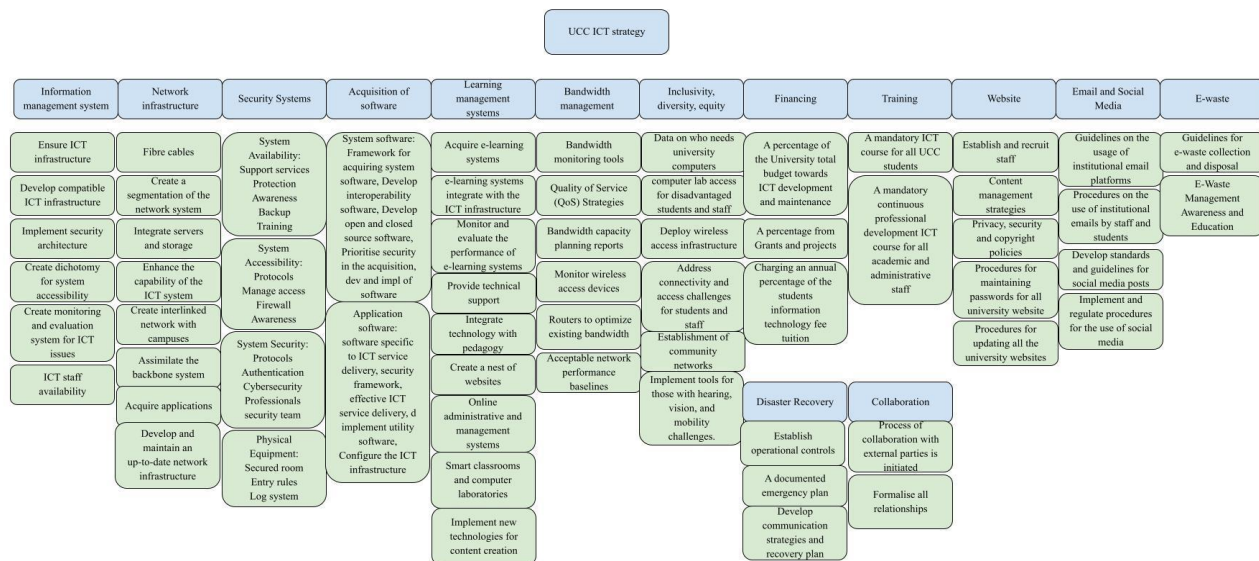 UCC ICT strategy
Information
management system
Ensure ICT
infrastructure
Develop compatible
ICT infrastructure
Implement security
architecture
Create dichotomy
for system
accessibility
Create monitoring
and evaluation
system for ICT
issues
ICT staff
availability
Network
infrastructure
Fibre cables
Create a
segmentation of the
network system
Integrate servers
and storage
Enhance the
capability of the
ICT system
Create interlinked
network with
campuses
Assimilate the
backbone system
Acquire applications
Develop and
maintain an
up-to-date network
infrastructure
Security Systems
System
Availability:
Support services
Protection
Awareness
Backup
Training
System
Accessibility:
Protocols
Manage access
Firewall
Awareness
System Security:
Protocols
Authentication
Cybersecurity
Professionals
security team
Physical
Equipment:
Secured room
Entry rules
Log system
Acquisition of
software
System software:
Framework for
acquiring system
software, Develop
interoperability
software, Develop
open and closed
source software,
Prioritise security
in the acquisition,
dev and impl of
software
Application
software:
software specific
to ICT service
delivery, security
framework,
effective ICT
service delivery, d
implement utility
software,
Configure the ICT
infrastructure
Learning
management
systems
Acquire e-learning
systems
e-learning systems
integrate with the
ICT infrastructure
Monitor and
evaluate the
performance of
e-learning systems
Provide technical
support
Integrate
technology with
pedagogy
Create a nest of
websites
Online
administrative and
management
systems
Smart classrooms
and computer
laboratories
Implement new
technologies for
content creation
Bandwidth
management
Bandwidth
monitoring tools
Quality of Service
(QoS) Strategies
Bandwidth capacity
planning reports
Monitor wireless
access devices
Routers to optimize
existing bandwidth
Acceptable network
performance
baselines
Inclusivity,
diversity, equity
Data on who needs
university
computers
computer lab access
for disadvantaged
students and staff
Deploy wireless
access infrastructure
Address
connectivity and
access challenges
for students and
staff
Establishment of
community
networks
Implement tools for
those with hearing,
vision, and
mobility
challenges.
Financing
A percentage of
the University total
budget towards
ICT development
and maintenance
A percentage from
Grants and projects
Charging an annual
percentage of the
students
information
technology fee
tuition
Disaster Recovery
Establish
operational controls
A documented
emergency plan
Develop
communication
strategies and
recovery plan
Training
A mandatory ICT
course for all UCC
students
A mandatory
continuous
professional
development ICT
course for all
academic and
administrative
staff
Collaboration
Process of
collaboration with
external parties is
initiated
Formalise all
relationships
Website
Establish and recruit
staff
Content
management
strategies
Privacy, security
and copyright
policies
Procedures for
maintaining
passwords for all
university website
Procedures for
updating all the
university websites
Email and Social
Media
Guidelines on the
usage of
institutional email
platforms
Procedures on the
use of institutional
emails by staff and
students
Develop standards
and guidelines for
social media posts
Implement and
regulate procedures
for the use of social
media
E-waste
Guidelines for
e-waste collection
and disposal
E-Waste
Management
Awareness and
Education